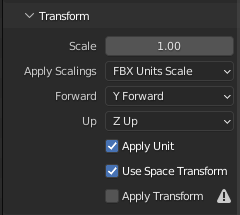 Transform
Scale 1.00
Apply Scalings FBX Units Scale
Forward Y Forward
Up Z Up
Apply Unit
Use Space Transform
Apply Transform